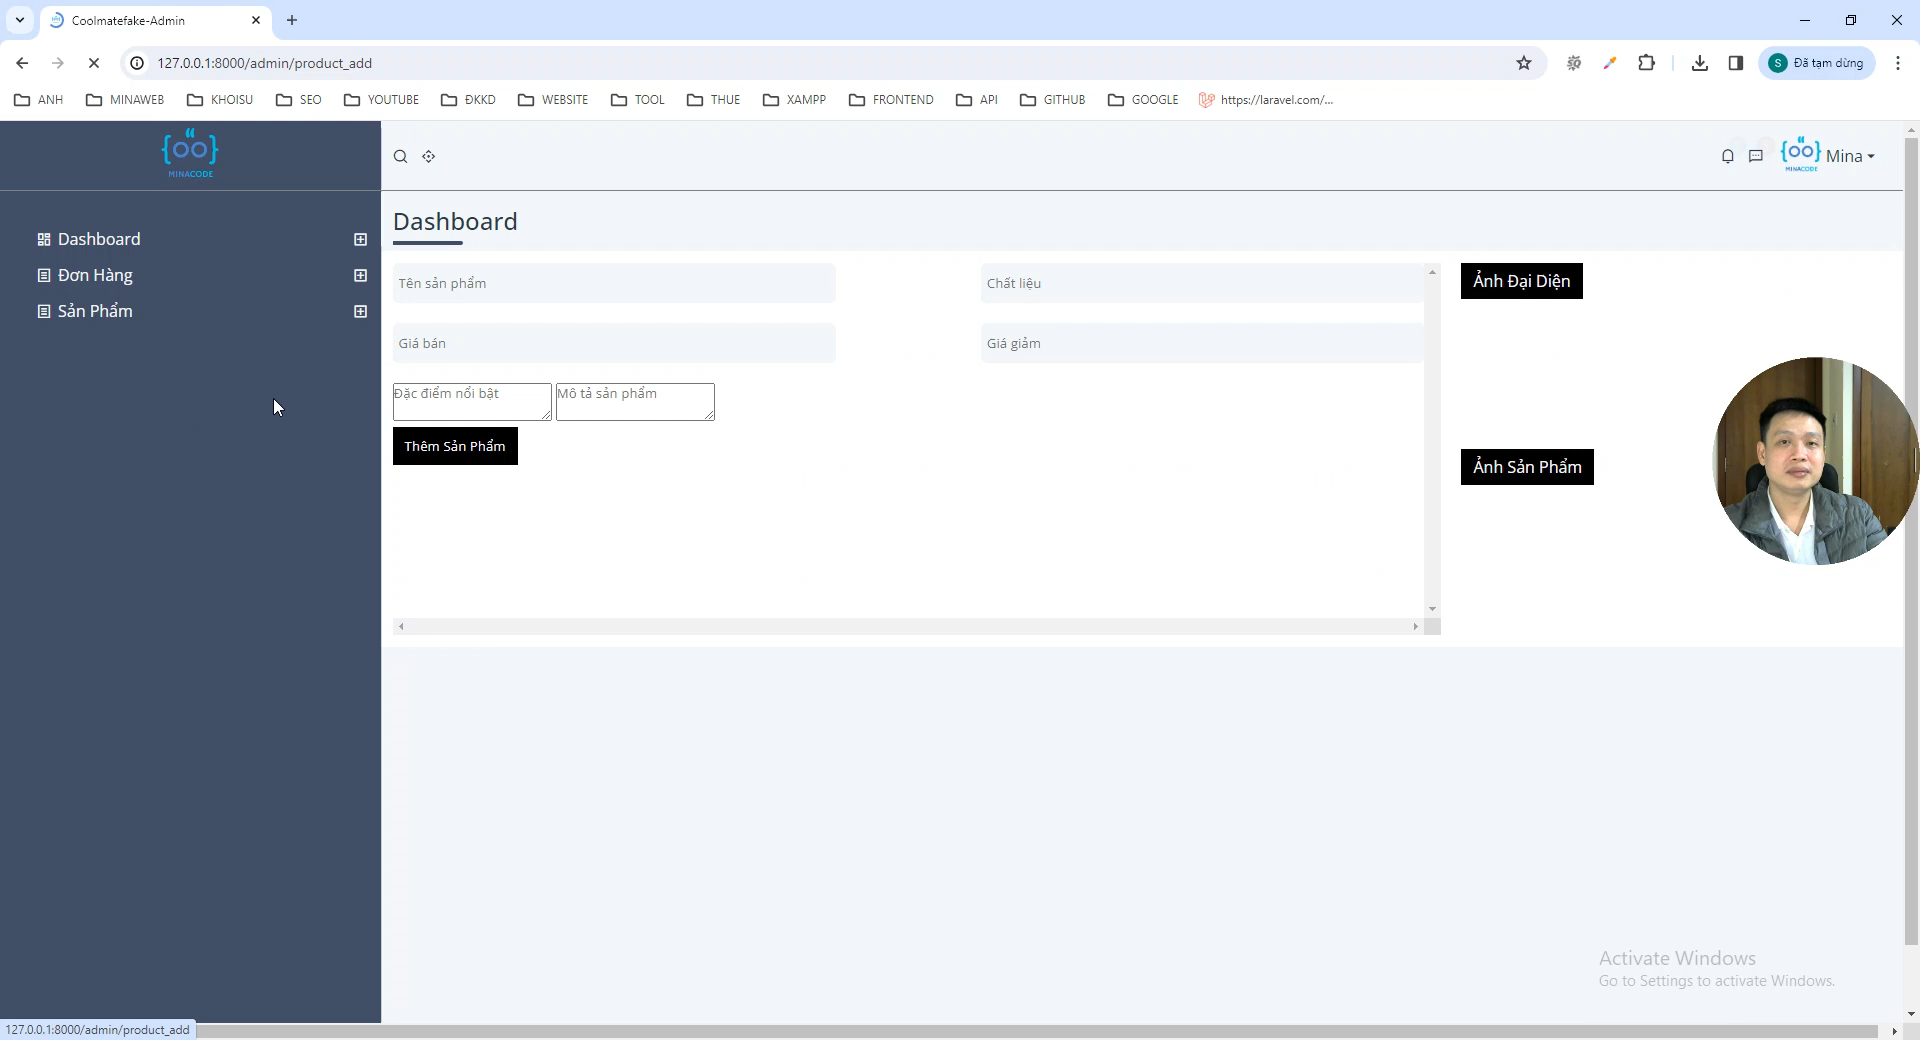 Coolmatefake-Admin
127.0.0.1:8000/admin/product_add
Đã tạm dừng
ANH MINAWEB KHOISU SEO YOUTUBE ĐKKD WEBSITE TOOL THUE XAMPP FRONTEND API GITHUB GOOGLE https://laravel.com/...
{oo}
MINACODE
{oo}
MINACODE
Mina
Dashboard
Đơn Hàng
Sản Phẩm
Dashboard
Tên sản phẩm
Chất liệu
Giá bán
Giá giảm
Đặc điểm nổi bật
Mô tả sản phẩm
Thêm Sản Phẩm
Ảnh Đại Diện
Ảnh Sản Phẩm
Activate Windows
Go to Settings to activate Windows.
127.0.0.1:8000/admin/product_add